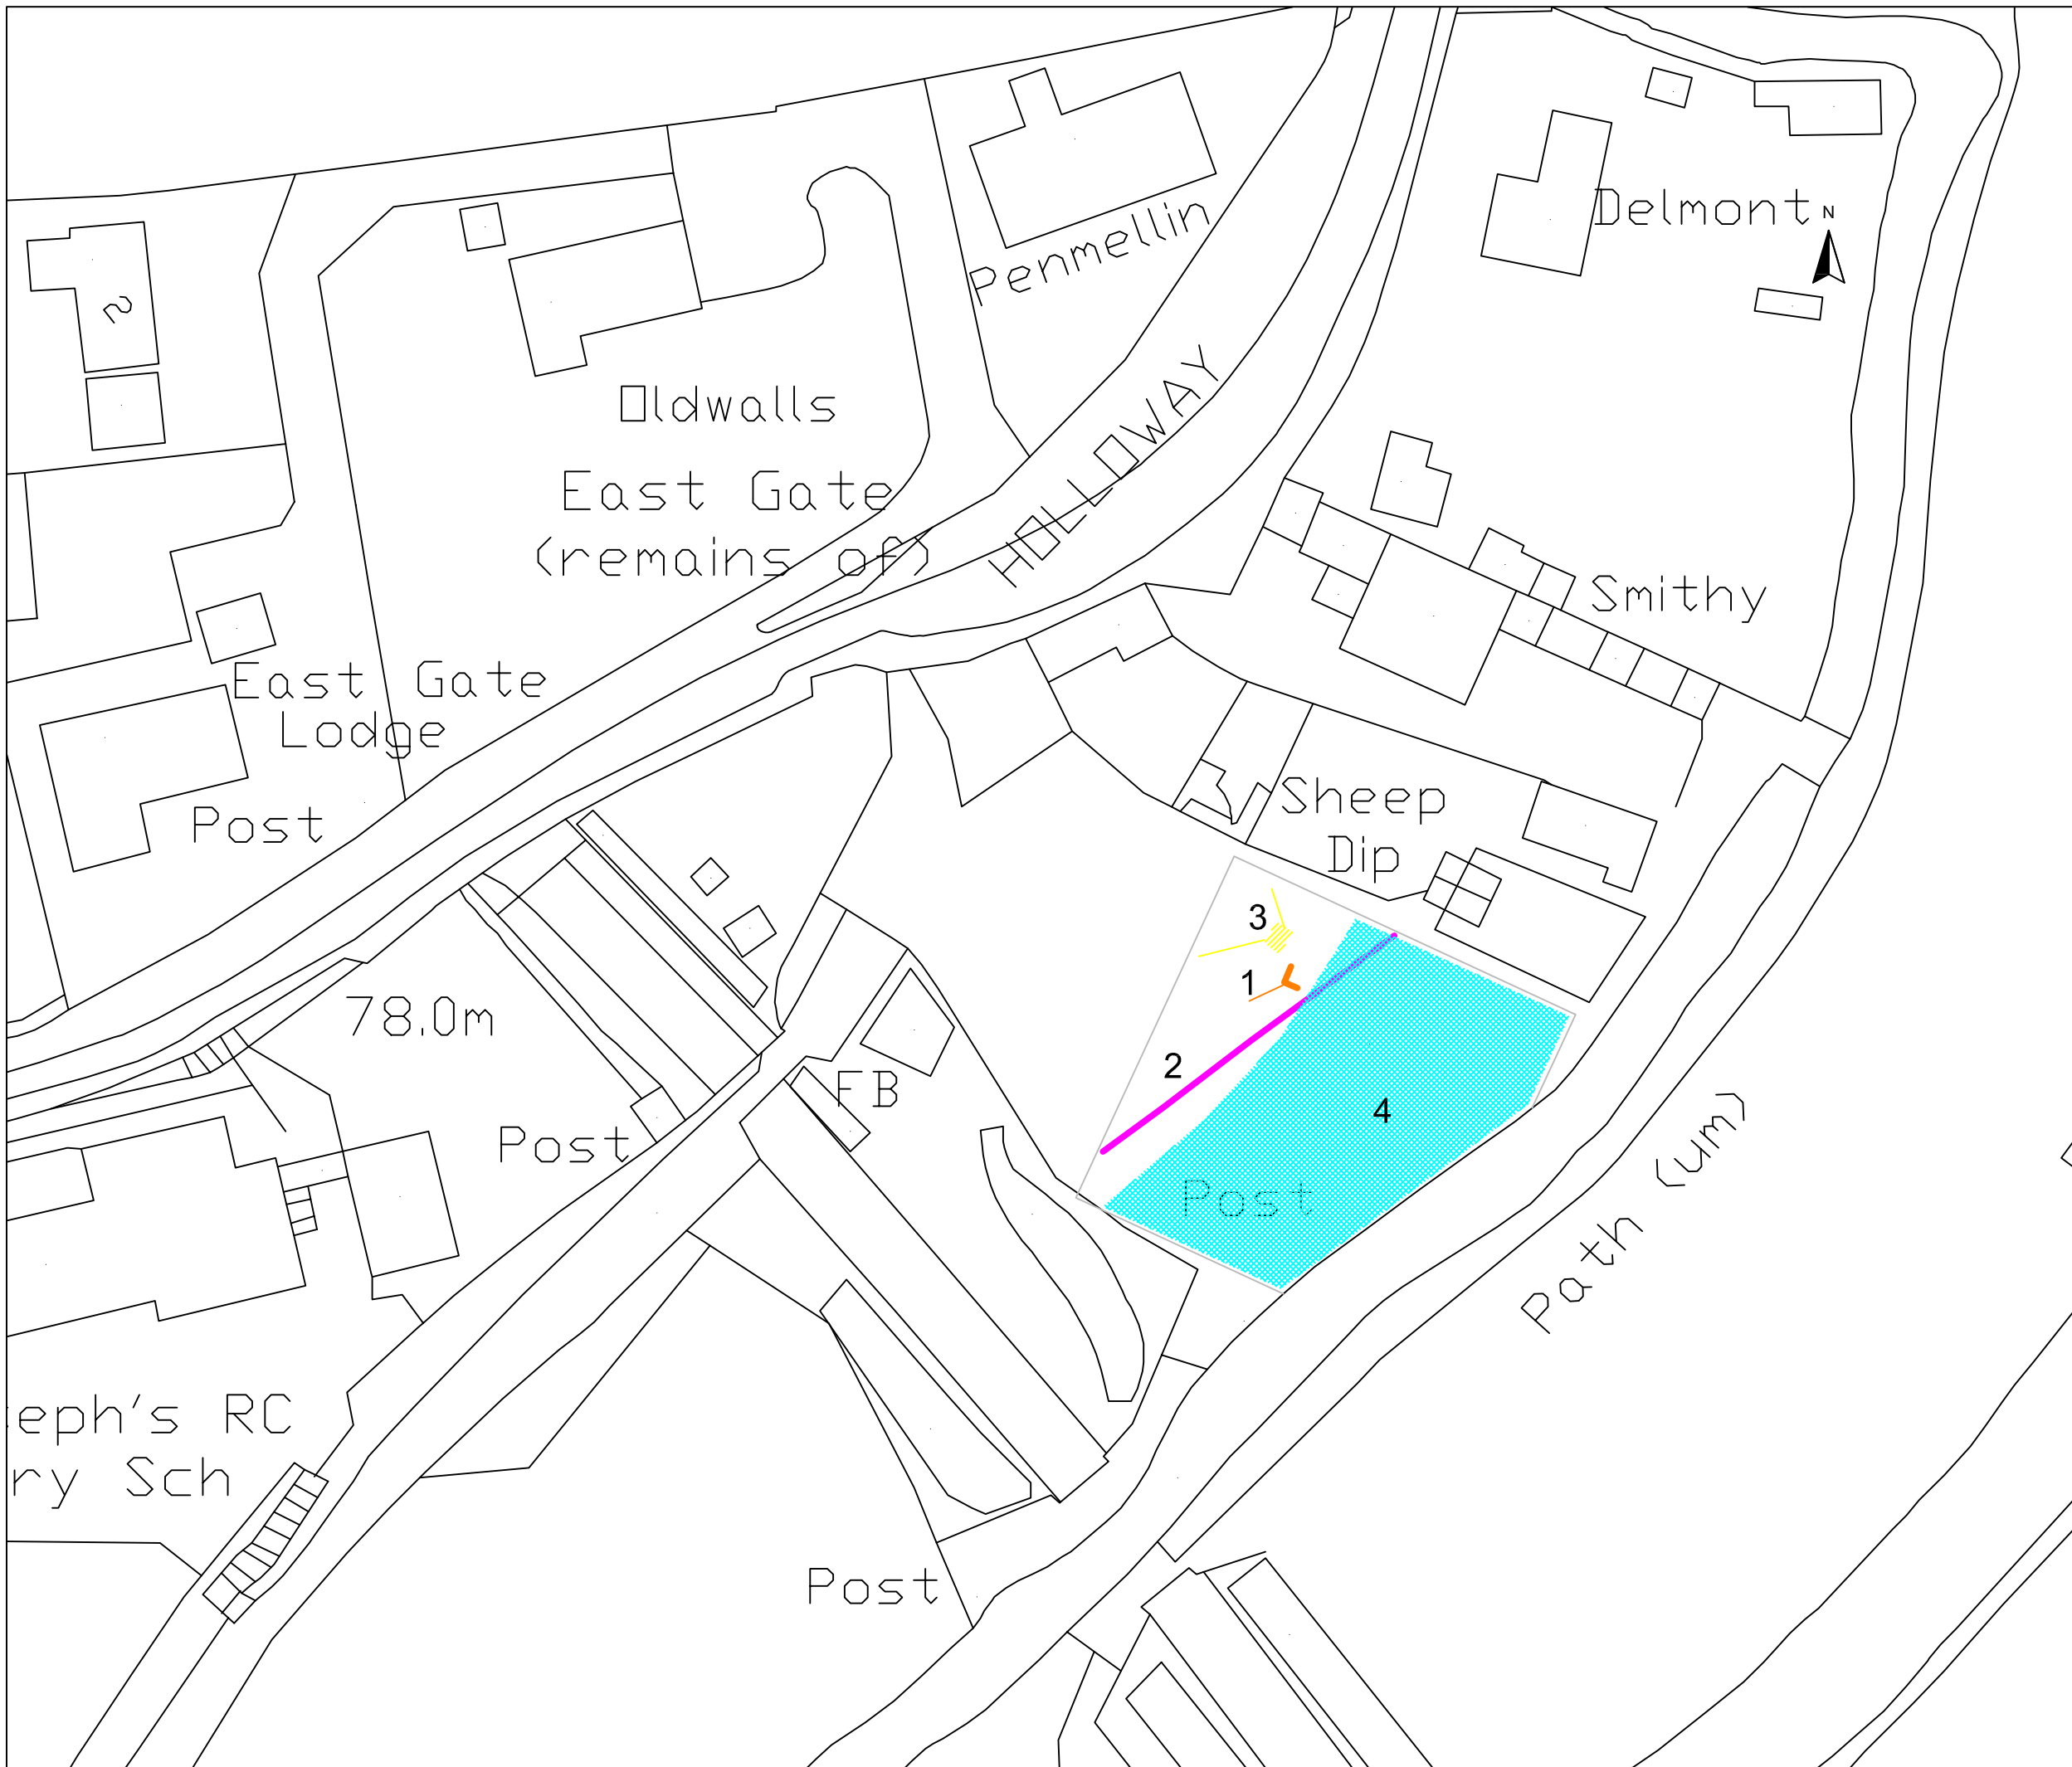 Delmont
N
Penmellin
2
HOLLOWAY
Oldwalls
East Gate
(remains of)
Smithy
East Gate
Lodge
Post
Sheep
Dip
3
1
78.0m
2
FB
4
Post
Post
Path (um)
eph's RC
ry Sch
Post